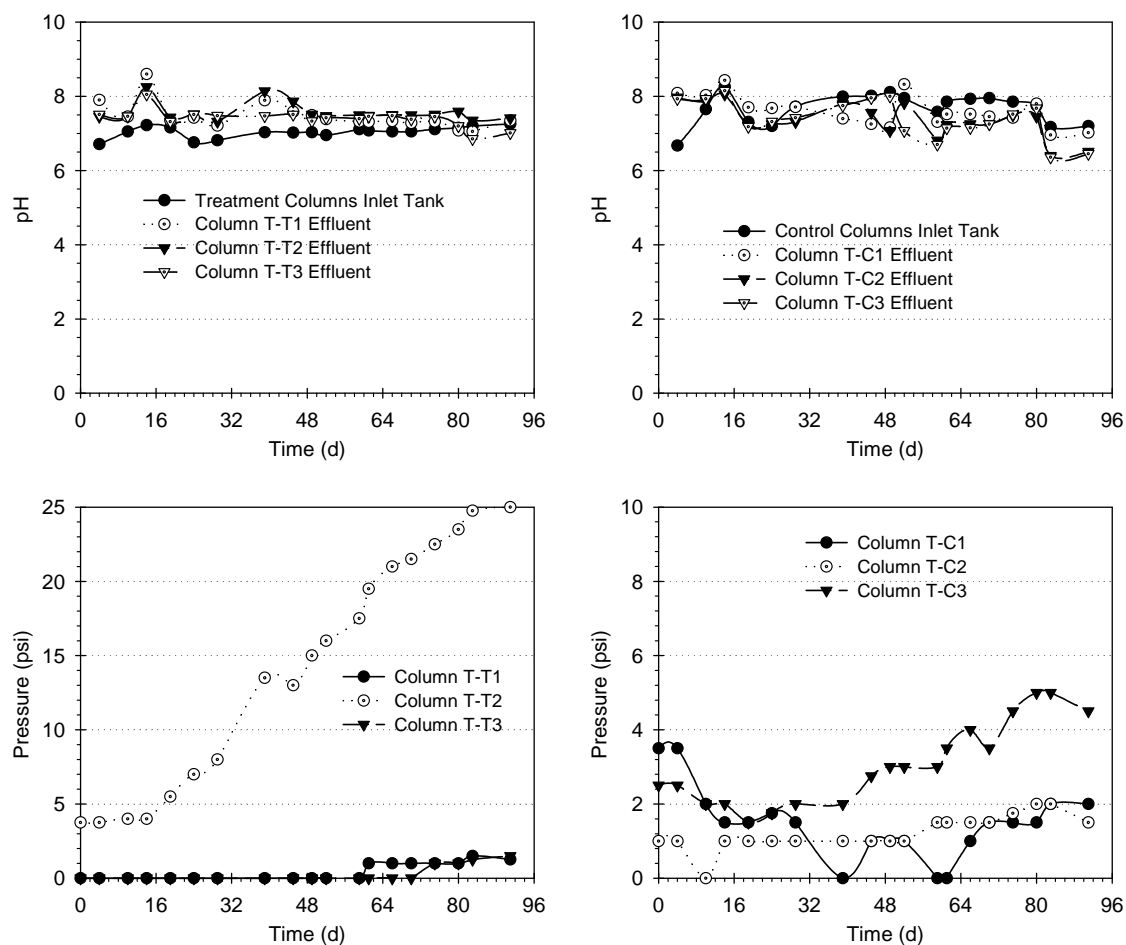 10
8
6
4
2
0
pH
Treatment Columns Inlet Tank
Column T-T1 Effluent
Column T-T2 Effluent
Column T-T3 Effluent
0 16 32 48 64 80 96
Time (d)
10
8
6
4
2
0
pH
Control Columns Inlet Tank
Column T-C1 Effluent
Column T-C2 Effluent
Column T-C3 Effluent
0 16 32 48 64 80 96
Time (d)
25
20
15
10
5
0
Pressure (psi)
Column T-T1
Column T-T2
Column T-T3
0 16 32 48 64 80 96
Time (d)
10
8
6
4
2
0
Pressure (psi)
Column T-C1
Column T-C2
Column T-C3
0 16 32 48 64 80 96
Time (d)